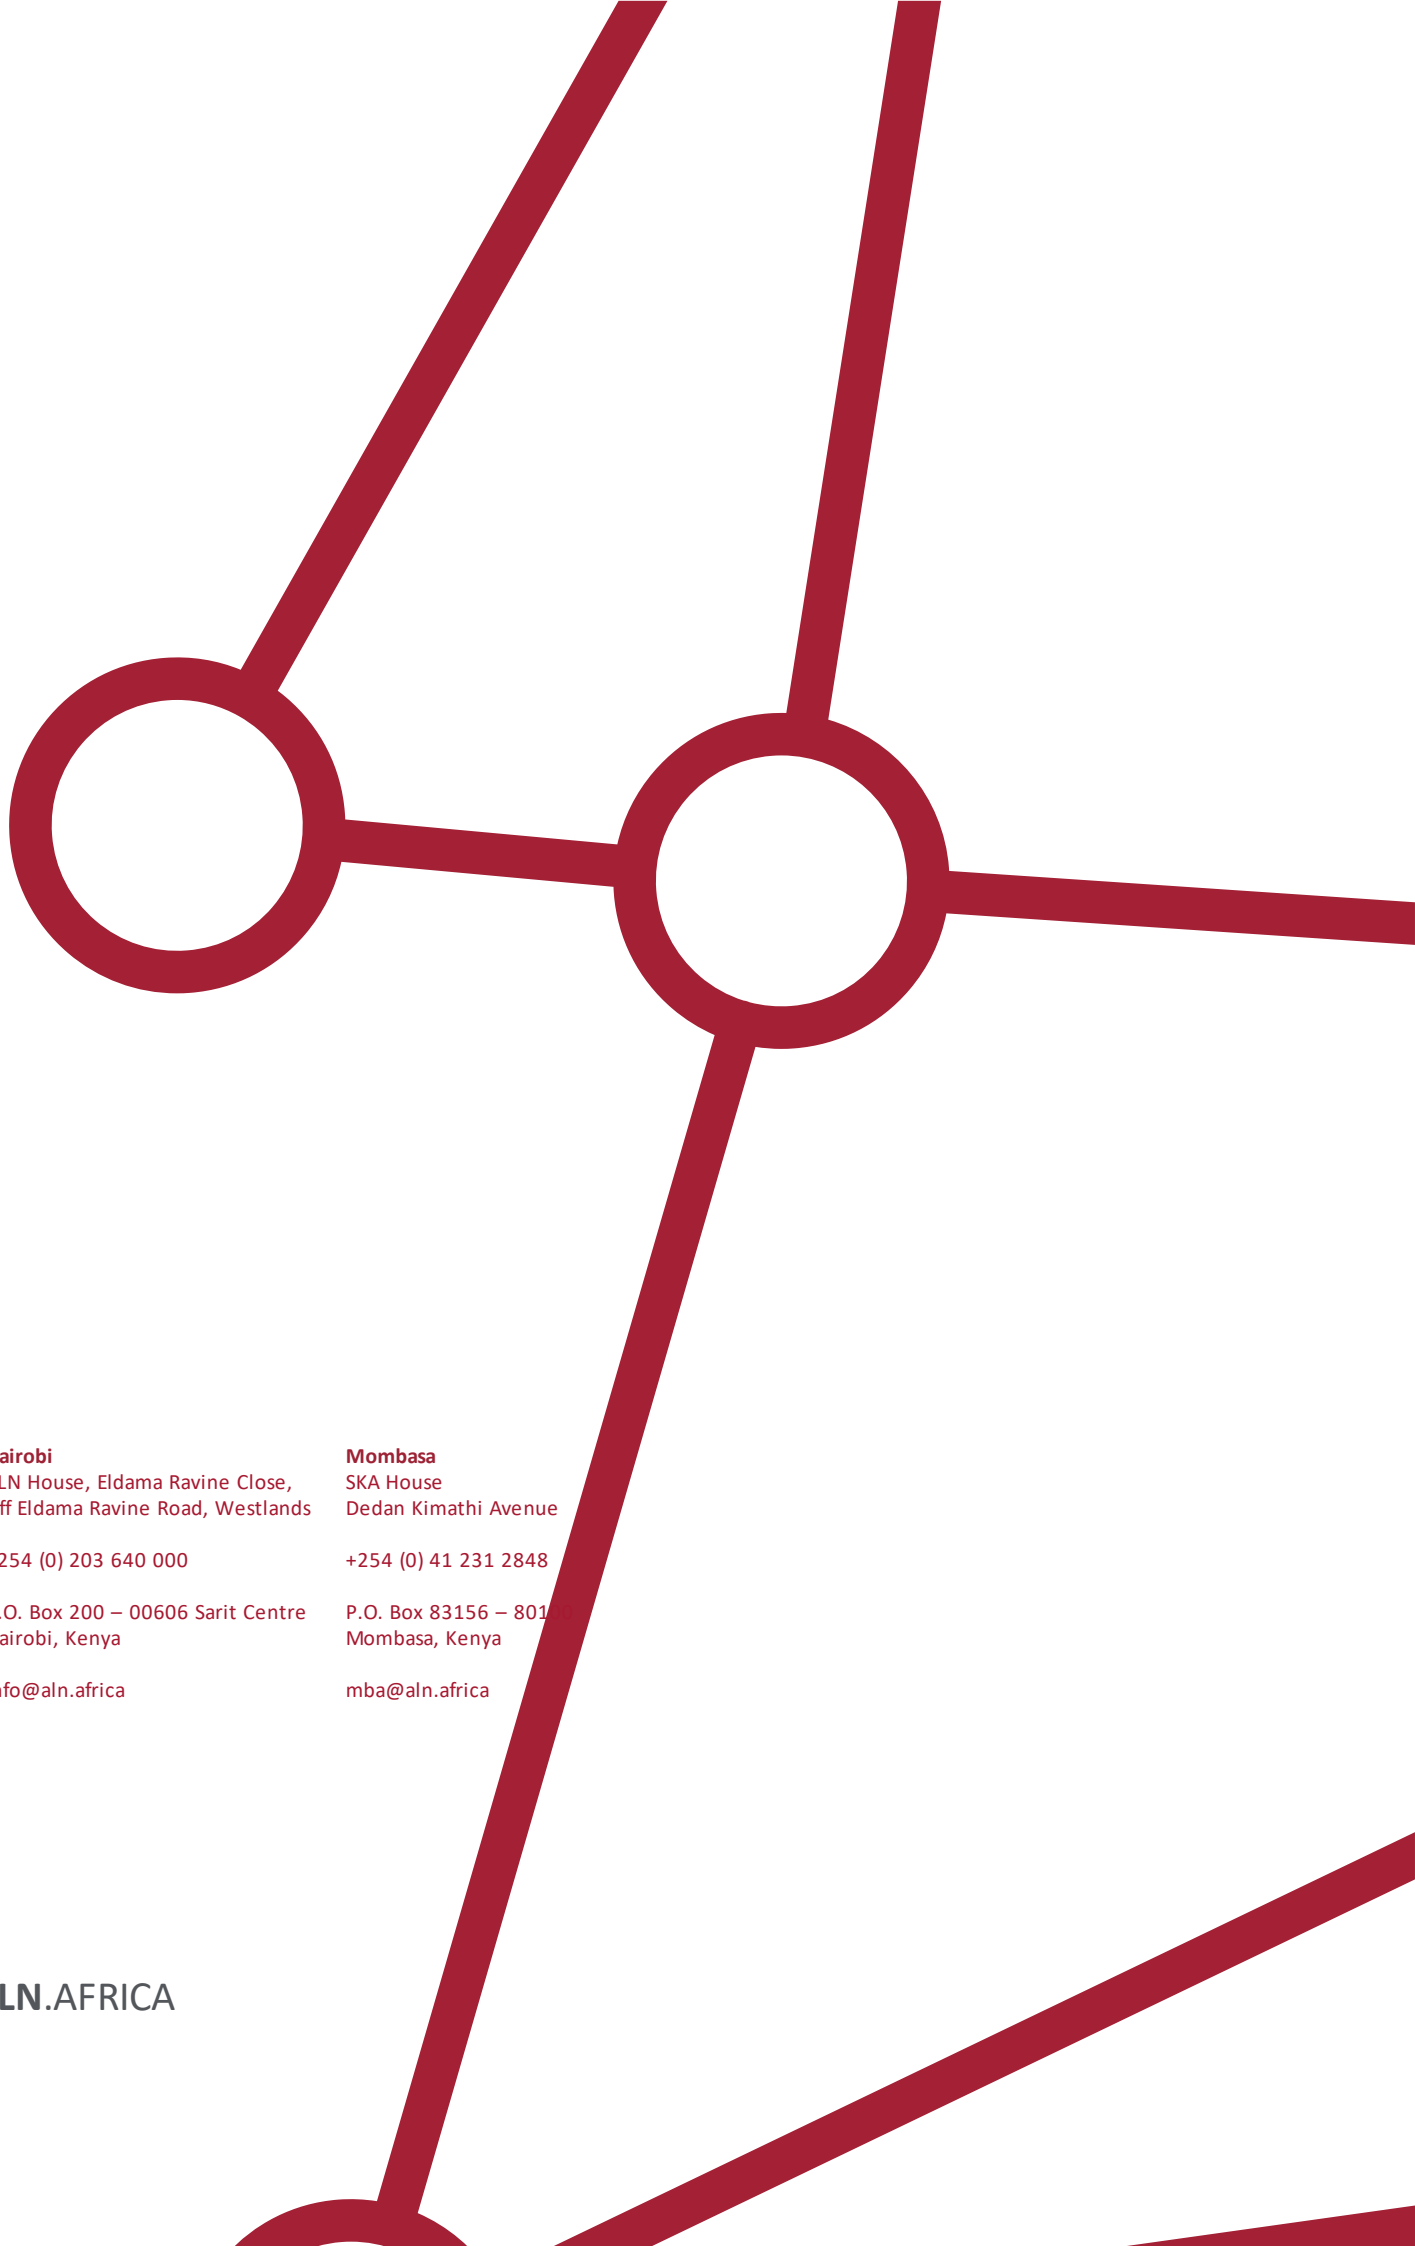 airobi
LN House, Eldama Ravine Close,
ff Eldama Ravine Road, Westlands
254 (0) 203 640 000
.O. Box 200 – 00606 Sarit Centre
airobi, Kenya
nfo@aln.africa
Mombasa
SKA House
Dedan Kimathi Avenue
+254 (0) 41 231 2848
P.O. Box 83156 – 80100
Mombasa, Kenya
mba@aln.africa
LN.AFRICA